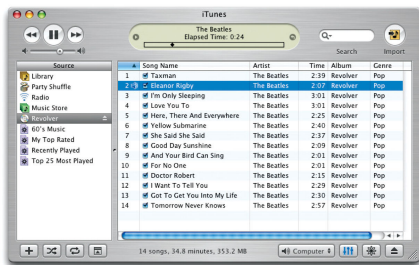 iTunes
The Beatles
Elapsed Time: 0:24
Search
Import
Source
Library
Party Shuffle
Radio
Music Store
Revolver
60's Music
My Top Rated
Recently Played
Top 25 Most Played
Song Name Artist Time Album Genre
1 Taxman The Beatles 2:39 Revolver Pop
2 Eleanor Rigby The Beatles 2:07 Revolver Pop
3 I'm Only Sleeping The Beatles 3:01 Revolver Pop
4 Love You To The Beatles 3:01 Revolver Pop
5 Here, There And Everywhere The Beatles 2:25 Revolver Pop
6 Yellow Submarine The Beatles 2:40 Revolver Pop
7 She Said She Said The Beatles 2:37 Revolver Pop
8 Good Day Sunshine The Beatles 2:09 Revolver Pop
9 And Your Bird Can Sing The Beatles 2:01 Revolver Pop
10 For No One The Beatles 2:01 Revolver Pop
11 Doctor Robert The Beatles 2:15 Revolver Pop
12 I Want To Tell You The Beatles 2:29 Revolver Pop
13 Got To Get You Into My Life The Beatles 2:30 Revolver Pop
14 Tomorrow Never Knows The Beatles 2:57 Revolver Pop
14 songs, 34.8 minutes, 353.2 MB
Computer